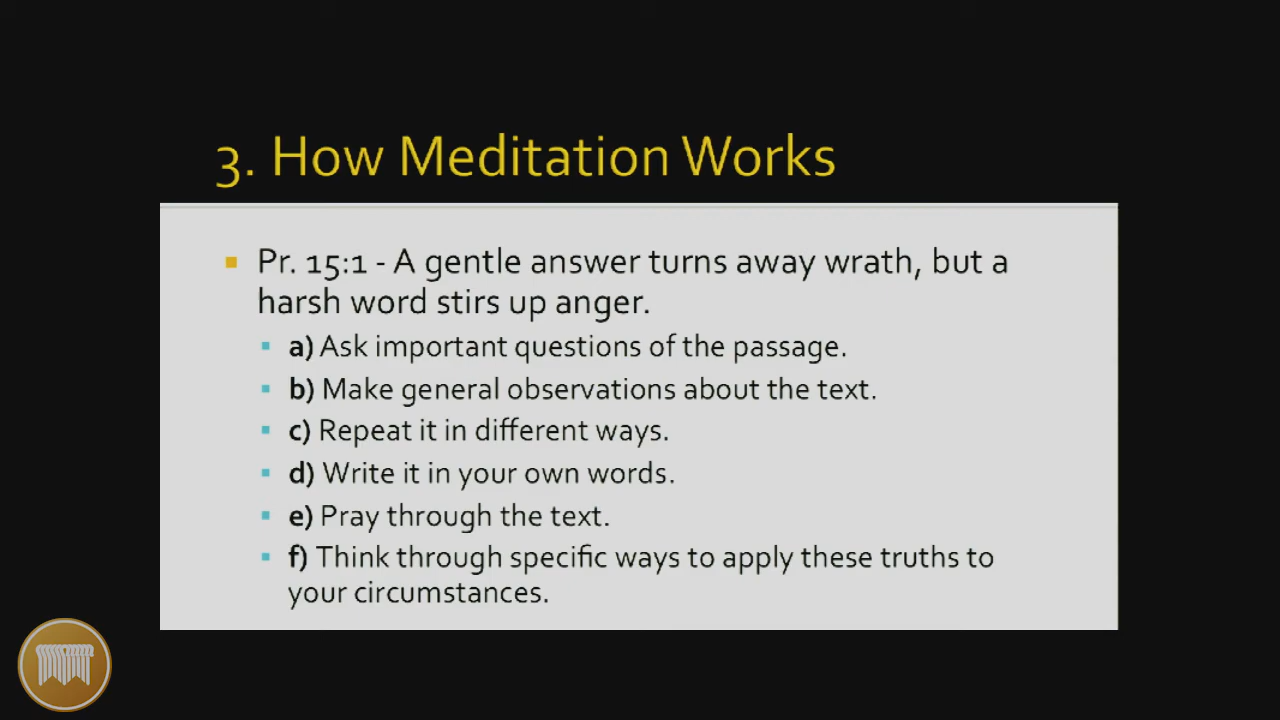 3. How Meditation Works
Pr. 15:1 - A gentle answer turns away wrath, but a
harsh word stirs up anger.
a) Ask important questions of the passage.
b) Make general observations about the text.
c) Repeat it in different ways.
d) Write it in your own words.
e) Pray through the text.
f) Think through specific ways to apply these truths to
your circumstances.